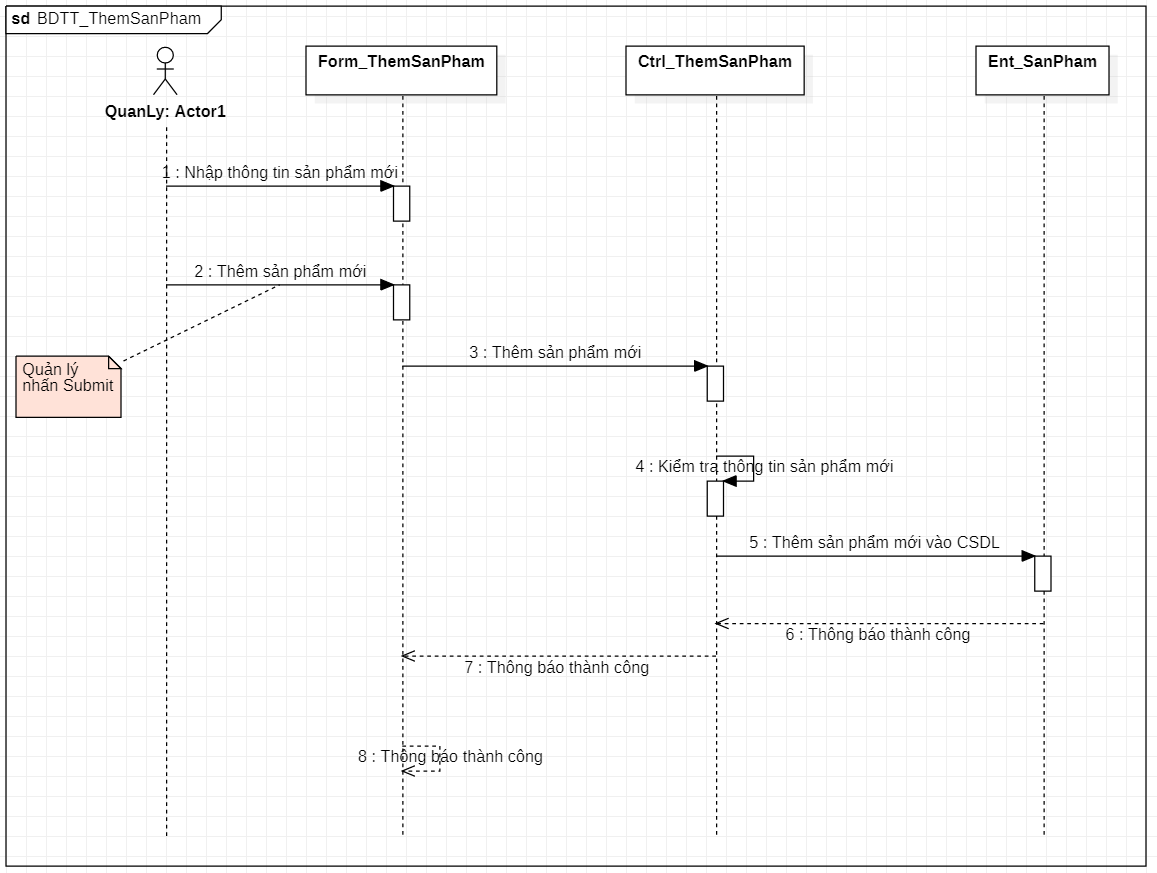 sd BDTT_ThemSanPham
QuanLy: Actor1
Form_ThemSanPham
Ctrl_ThemSanPham
Ent_SanPham
1 : Nhập thông tin sản phẩm mới
2 : Thêm sản phẩm mới
Quản lý
nhấn Submit
3 : Thêm sản phẩm mới
4 : Kiểm tra thông tin sản phẩm mới
5 : Thêm sản phẩm mới vào CSDL
6 : Thông báo thành công
7 : Thông báo thành công
8 : Thông báo thành công